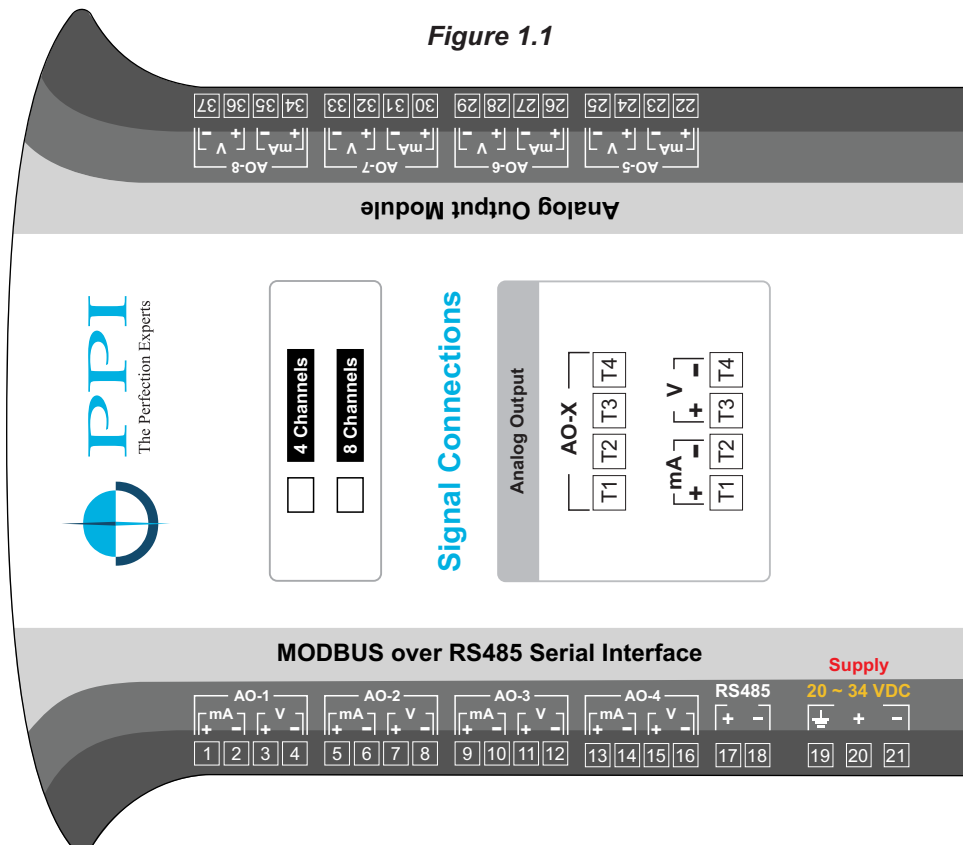 Figure 1.1
37 36 35 34 33 32 31 30 29 28 27 26 25 24 23 22
- + - + - + - + - + - + - + - +
V mA V mA V mA V mA
AO-8 AO-7 AO-6 AO-5
Analog Output Module
PPI
The Perfection Experts
4 Channels
8 Channels
Signal Connections
Analog Output
AO-X
T1 T2 T3 T4
mA V
+ - + -
T1 T2 T3 T4
MODBUS over RS485 Serial Interface
Supply
AO-1 AO-2 AO-3 AO-4 RS485 20 ~ 34 VDC
mA V mA V mA V mA V
+ - + - + - + - + - + - + - + - + - + -
1 2 3 4 5 6 7 8 9 10 11 12 13 14 15 16 17 18 19 20 21